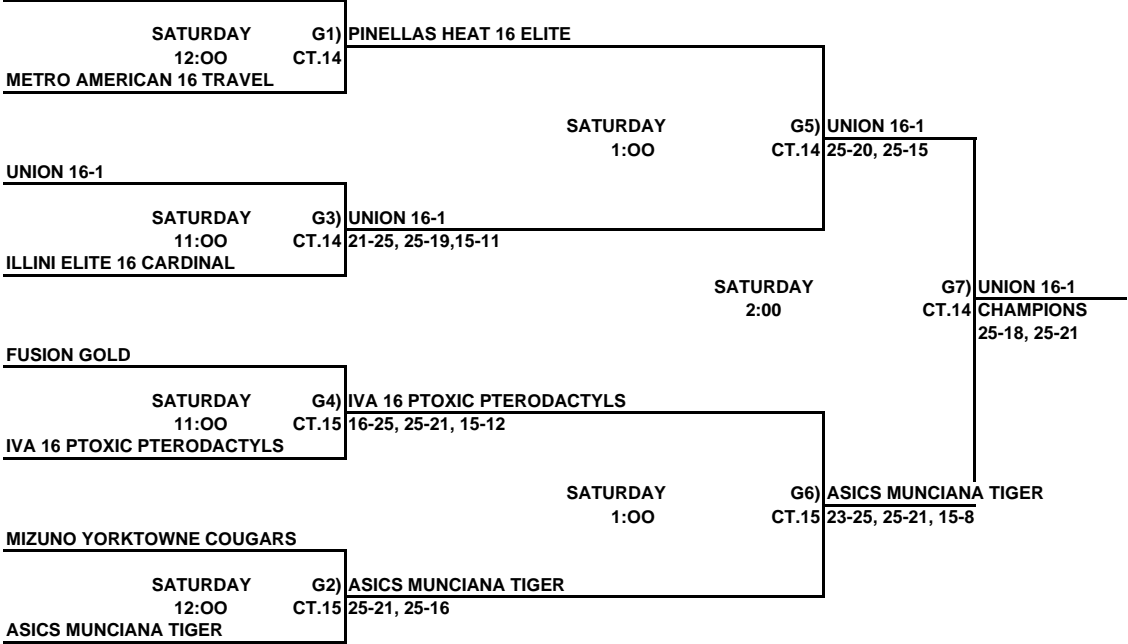 SATURDAY G1) PINELLAS HEAT 16 ELITE
12:OO CT.14
METRO AMERICAN 16 TRAVEL
SATURDAY G5) UNION 16-1
1:OO CT.14 25-20, 25-15
UNION 16-1
SATURDAY G3) UNION 16-1
11:OO CT.14 21-25, 25-19,15-11
ILLINI ELITE 16 CARDINAL
SATURDAY G7) UNION 16-1
2:00 CT.14 CHAMPIONS
25-18, 25-21
FUSION GOLD
SATURDAY G4) IVA 16 PTOXIC PTERODACTYLS
11:OO CT.15 16-25, 25-21, 15-12
IVA 16 PTOXIC PTERODACTYLS
SATURDAY G6) ASICS MUNCIANA TIGER
1:OO CT.15 23-25, 25-21, 15-8
MIZUNO YORKTOWNE COUGARS
SATURDAY G2) ASICS MUNCIANA TIGER
12:OO CT.15 25-21, 25-16
ASICS MUNCIANA TIGER